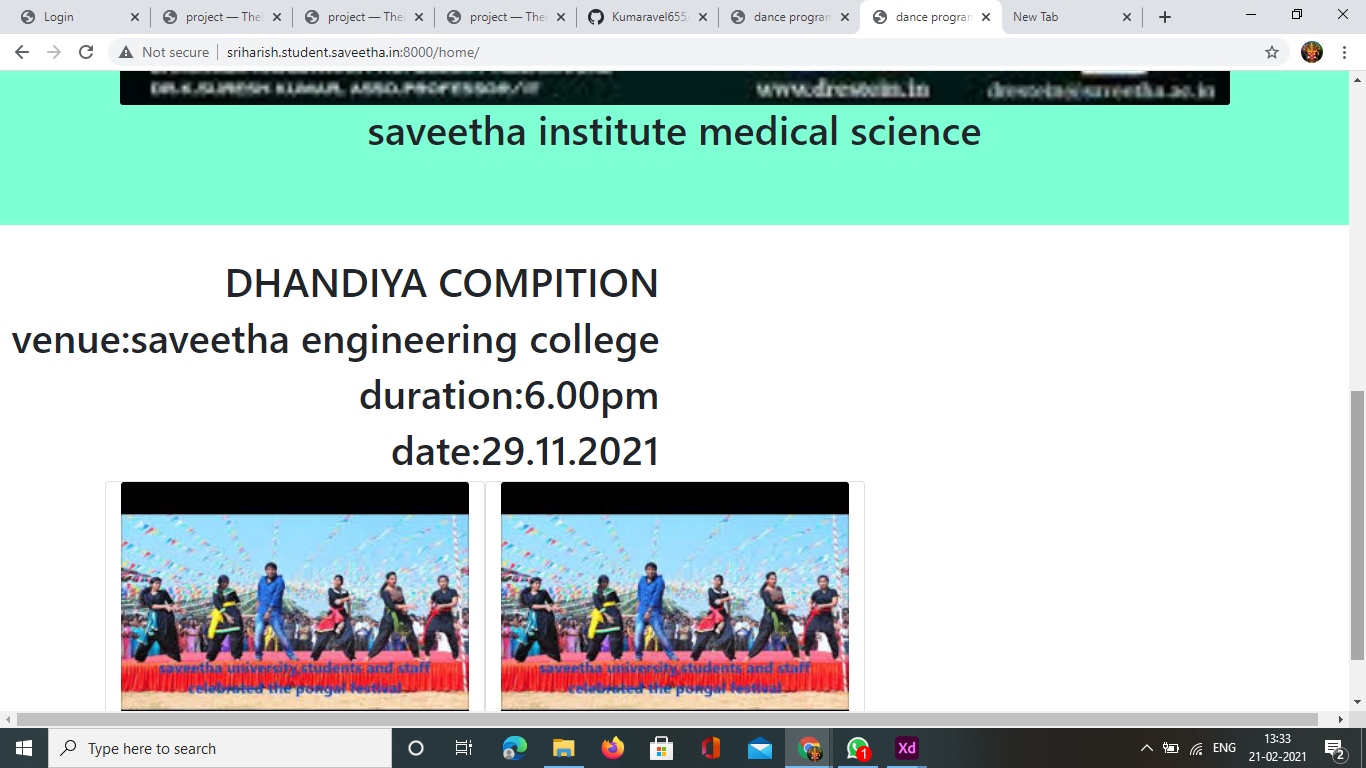 Login
project — The
project — The
project — The
Kumaravel655
dance program
dance program
New Tab
Not secure
sriharish.student.saveetha.in:8000/home/
DR.K.SURESH KUMAR, ASSO.PROFESSOR/IT
www.drestein.in
drestein@saveetha.ac.in
saveetha institute medical science
DHANDIYA COMPITION
venue:saveetha engineering college
duration:6.00pm
date:29.11.2021
saveetha university,students and staff
celebrated the pongal festival
saveetha university,students and staff
celebrated the pongal festival
Type here to search
1
Xd
ENG
13:33
21-02-2021
2